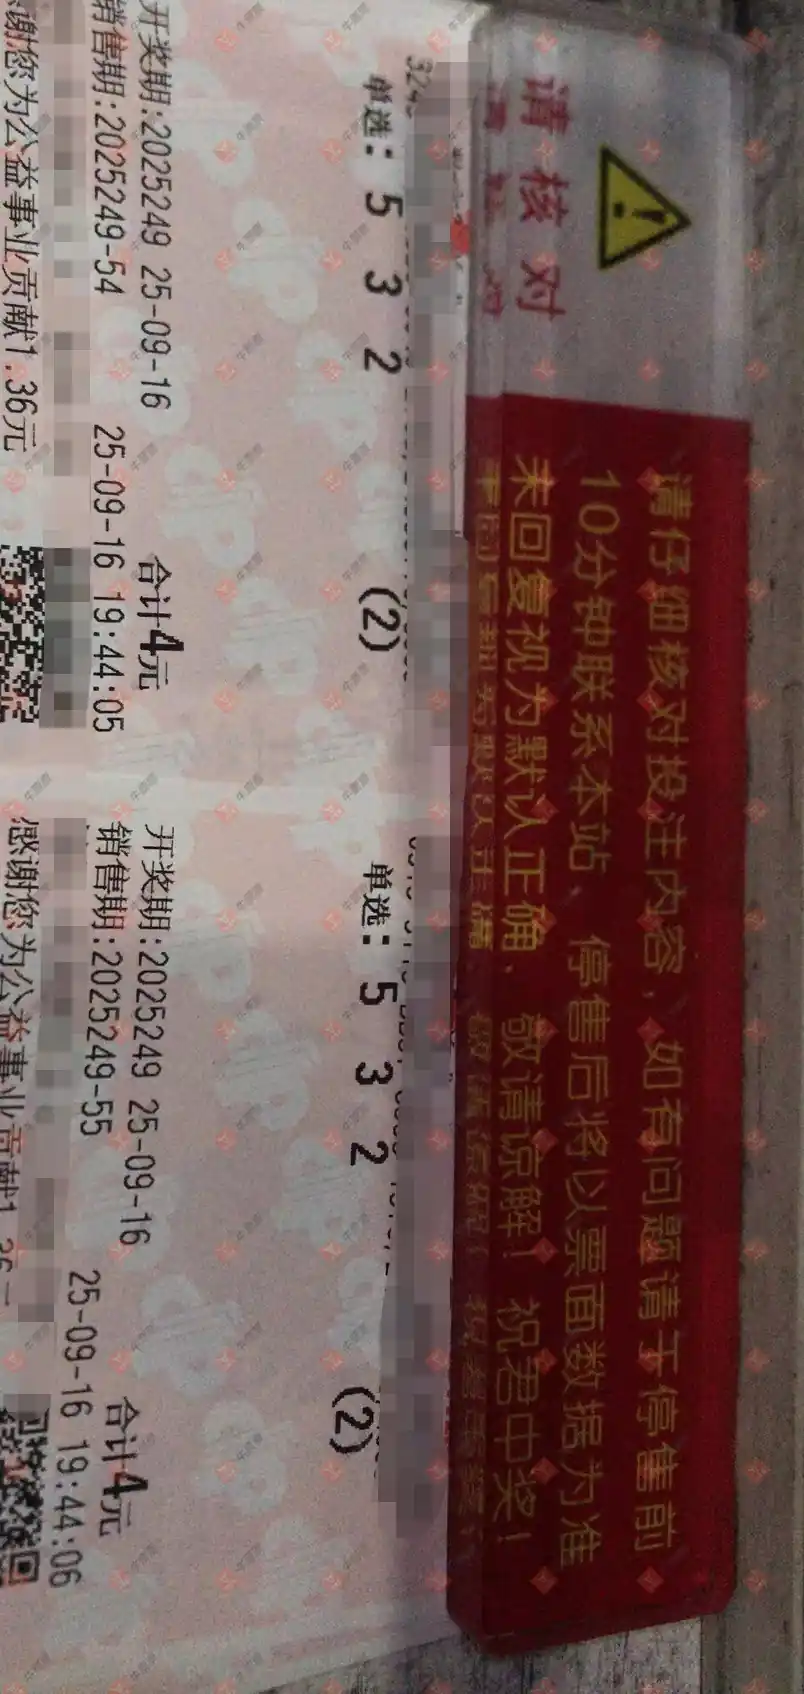 请核对
请仔细核对投注内容，如有问题请于停售前
10分钟联系本站，停售后将以票面数据为准
未回复视为默认正确，敬请谅解！祝君中奖！
单选: 5 3 2 (2)
合计4元
开奖期:2025249 25-09-16
销售期:2025249-54 25-09-16 19:44:05
感谢您为公益事业贡献1.36元
单选: 5 3 2 (2)
合计4元
开奖期:2025249 25-09-16
销售期:2025249-55 25-09-16 19:44:06
感谢您为公益事业贡献1.36